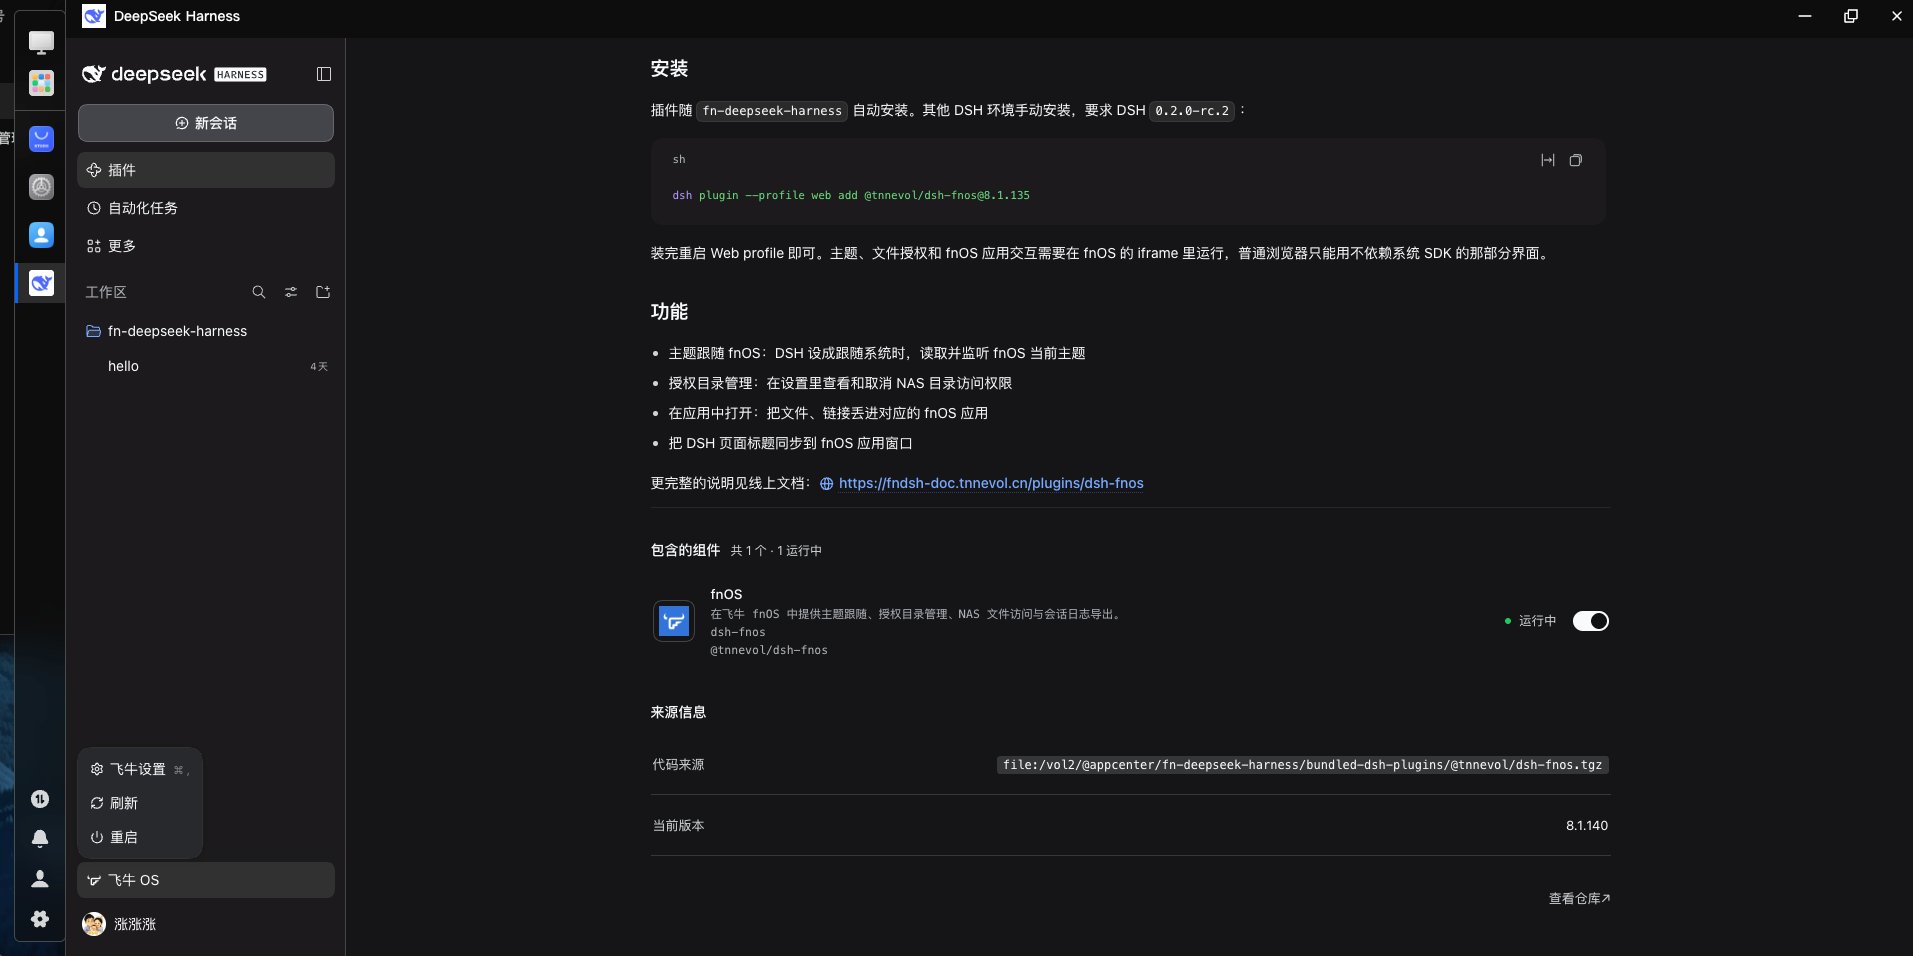 DeepSeek Harness
deepseek HARNESS
新会话
插件
自动化任务
更多
工作区
fn-deepseek-harness
hello 4天
飞牛设置 ⌘ ,
刷新
重启
飞牛 OS
涨涨涨
安装
插件随 fn-deepseek-harness 自动安装。其他 DSH 环境手动安装，要求 DSH 0.2.0-rc.2 ：
sh
dsh plugin --profile web add @tnnevol/dsh-fnos@8.1.135
装完重启 Web profile 即可。主题、文件授权和 fnOS 应用交互需要在 fnOS 的 iframe 里运行，普通浏览器只能用不依赖系统 SDK 的那部分界面。
功能
• 主题跟随 fnOS：DSH 设成跟随系统时，读取并监听 fnOS 当前主题
• 授权目录管理：在设置里查看和取消 NAS 目录访问权限
• 在应用中打开：把文件、链接丢进对应的 fnOS 应用
• 把 DSH 页面标题同步到 fnOS 应用窗口
更完整的说明见线上文档： https://fndsh-doc.tnnevol.cn/plugins/dsh-fnos
包含的组件 共 1 个 · 1 运行中
fnOS
在飞牛 fnOS 中提供主题跟随、授权目录管理、NAS 文件访问与会话日志导出。
dsh-fnos
@tnnevol/dsh-fnos
运行中
来源信息
代码来源 file:/vol2/@appcenter/fn-deepseek-harness/bundled-dsh-plugins/@tnnevol/dsh-fnos.tgz
当前版本 8.1.140
查看仓库↗